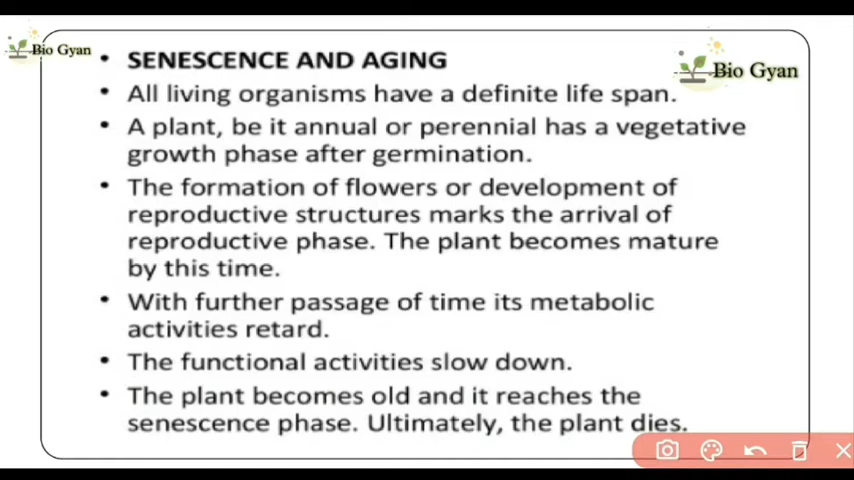 Bio Gyan
Bio Gyan
• SENESCENCE AND AGING
• All living organisms have a definite life span.
• A plant, be it annual or perennial has a vegetative
growth phase after germination.
• The formation of flowers or development of
reproductive structures marks the arrival of
reproductive phase. The plant becomes mature
by this time.
• With further passage of time its metabolic
activities retard.
• The functional activities slow down.
• The plant becomes old and it reaches the
senescence phase. Ultimately, the plant dies.